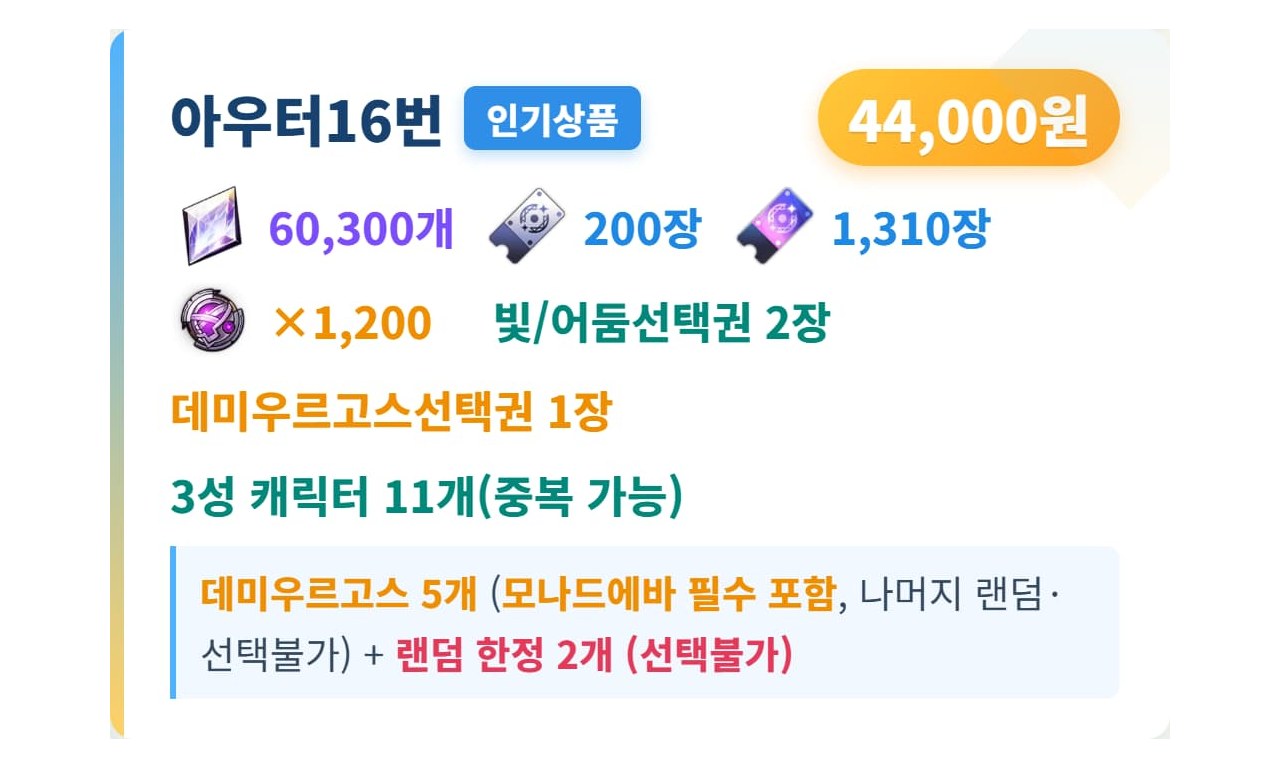 아우터16번 인기상품 44,000원
60,300개 200장 1,310장
×1,200 빛/어둠선택권 2장
데미우르고스선택권 1장
3성 캐릭터 11개(중복 가능)
데미우르고스 5개 (모나드에바 필수 포함, 나머지 랜덤·
선택불가) + 랜덤 한정 2개 (선택불가)